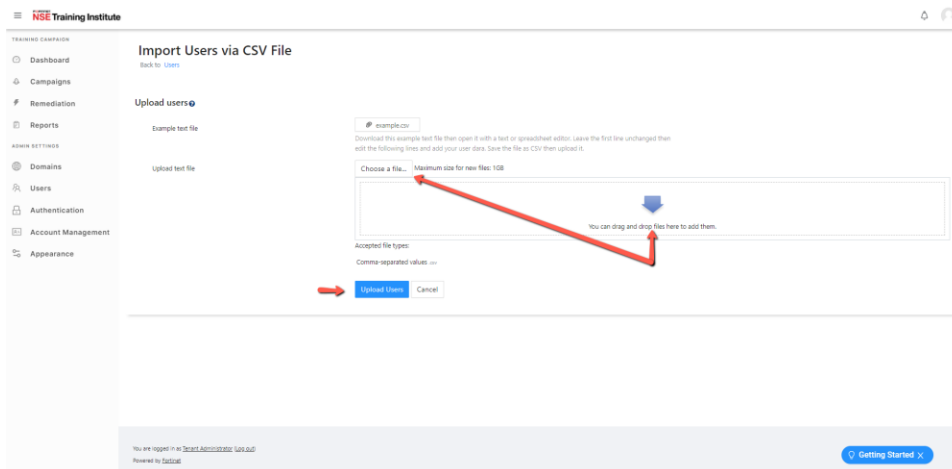 FORTINET
NSE Training Institute
TRAINING CAMPAIGN
Dashboard
Campaigns
Remediation
Reports
ADMIN SETTINGS
Domains
Users
Authentication
Account Management
Appearance
Import Users via CSV File
Back to Users
Upload users
Example text file
example.csv
Download this example text file then open it with a text or spreadsheet editor. Leave the first line unchanged then
edit the following lines and add your user data. Save the file as CSV then upload it.
Upload text file
Choose a file... Maximum size for new files: 1GB
You can drag and drop files here to add them.
Accepted file types:
Comma-separated values .csv
Upload Users Cancel
You are logged in as Tenant Administrator (Log out)
Powered by Fortinet
Getting Started